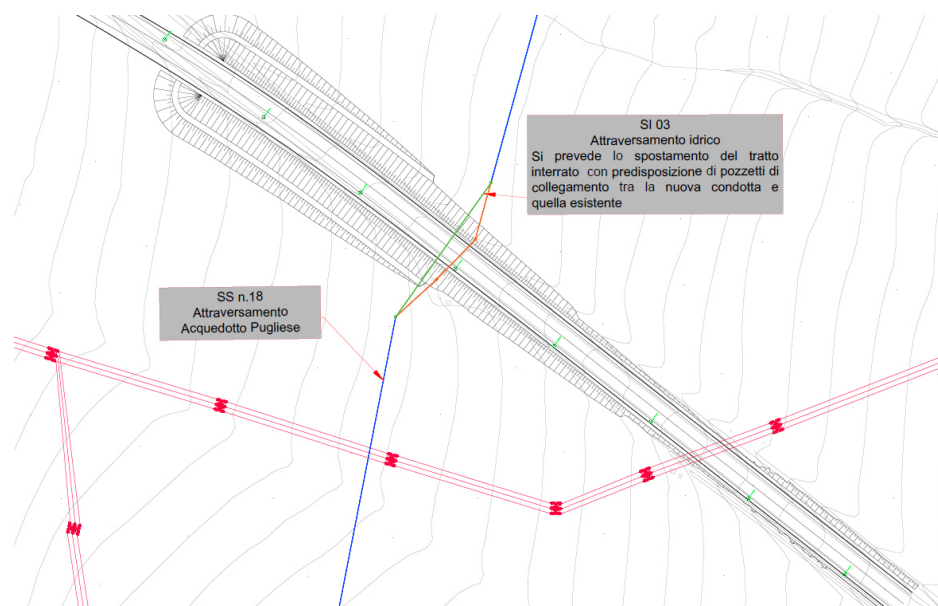 SI 03
Attraversamento idrico
Si prevede lo spostamento del tratto
interrato con predisposizione di pozzetti di
collegamento tra la nuova condotta e
quella esistente
SS n.18
Attraversamento
Acquedotto Pugliese